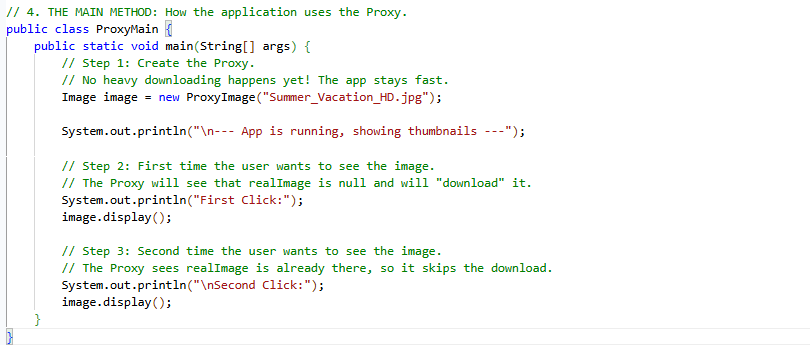 // 4. THE MAIN METHOD: How the application uses the Proxy.
public class ProxyMain {
    public static void main(String[] args) {
        // Step 1: Create the Proxy.
        // No heavy downloading happens yet! The app stays fast.
        Image image = new ProxyImage("Summer_Vacation_HD.jpg");

        System.out.println("\n--- App is running, showing thumbnails ---");

        // Step 2: First time the user wants to see the image.
        // The Proxy will see that realImage is null and will "download" it.
        System.out.println("First Click:");
        image.display();

        // Step 3: Second time the user wants to see the image.
        // The Proxy sees realImage is already there, so it skips the download.
        System.out.println("\nSecond Click:");
        image.display();
    }
}